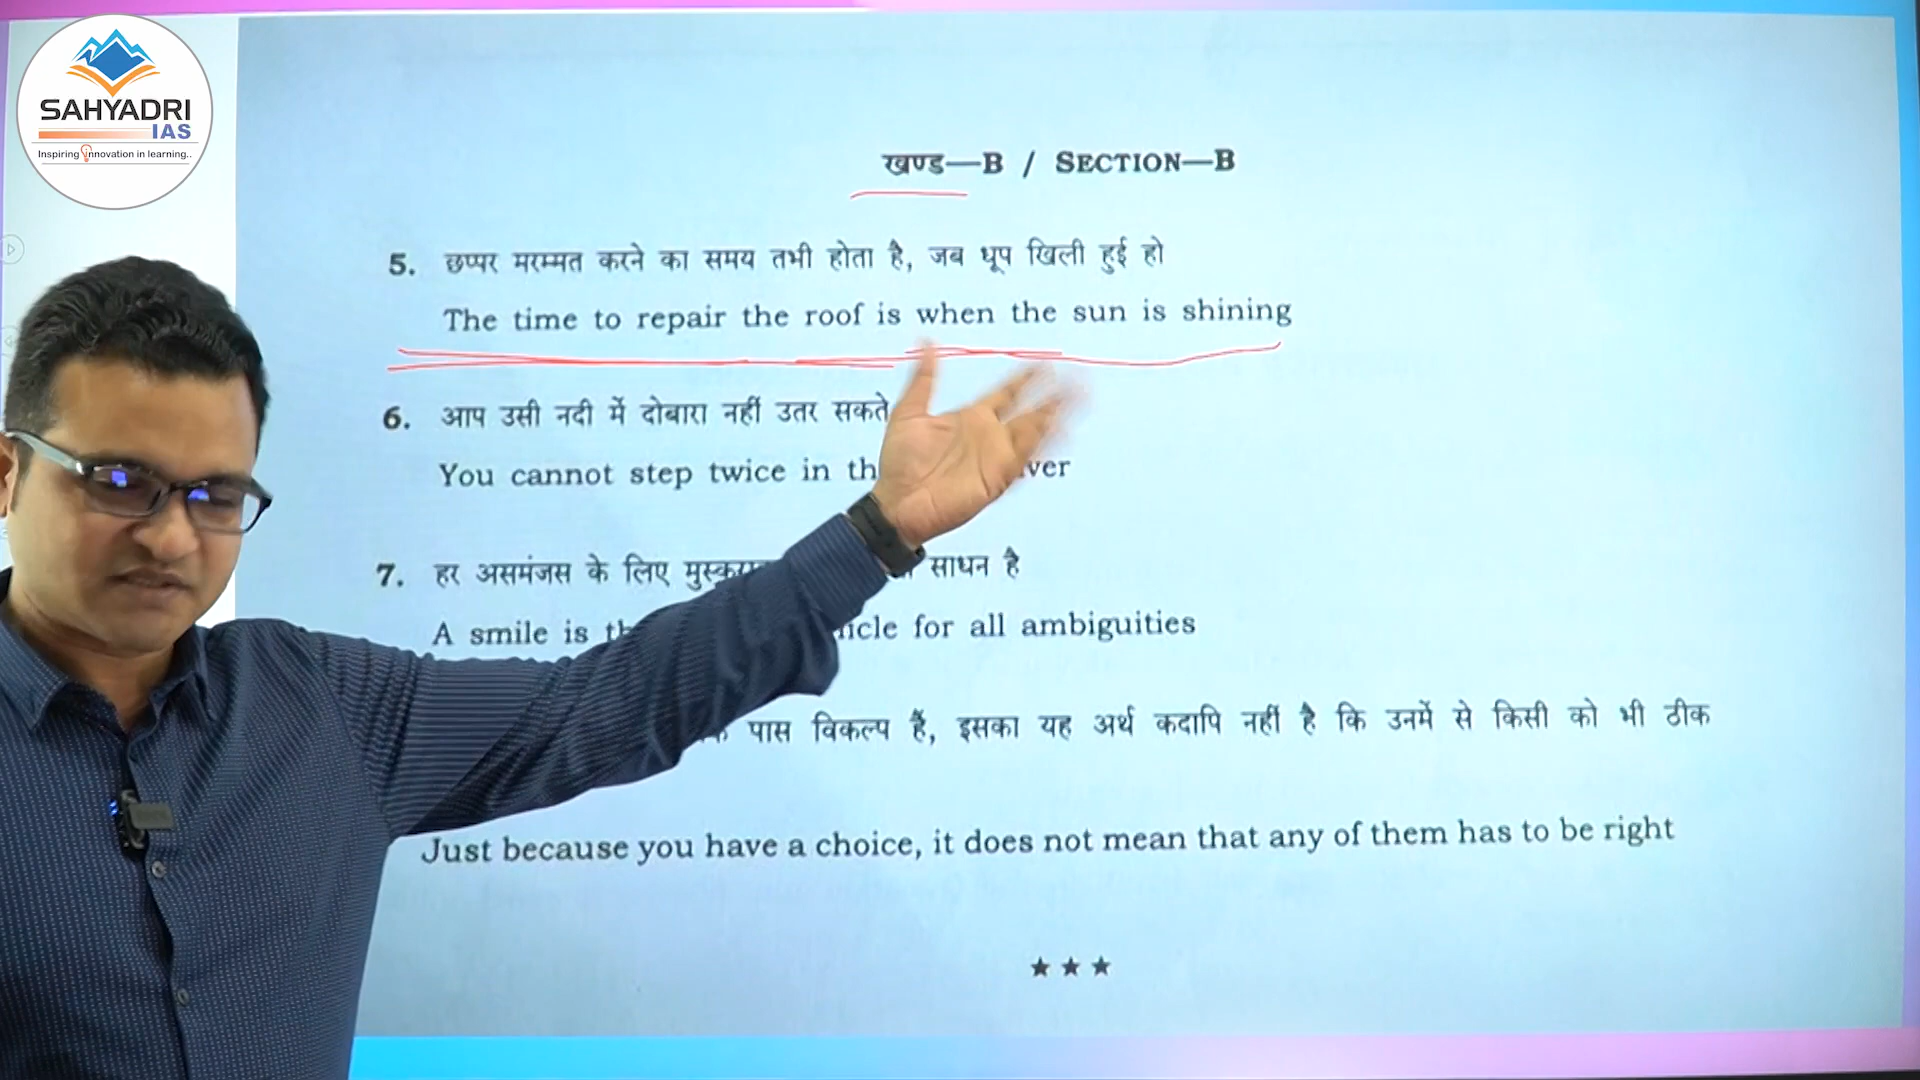 SAHYADRI
IAS
Inspiring innovation in learning..
खण्ड—B / SECTION—B
5. छप्पर मरम्मत करने का समय तभी होता है, जब धूप खिली हुई हो
The time to repair the roof is when the sun is shining
6. आप उसी नदी में दोबारा नहीं उतर सकते
You cannot step twice in
7. हर असमंजस के लिए साधन है
A smile is for all ambiguities
पास विकल्प हैं, इसका यह अर्थ कदापि नहीं है कि उनमें से किसी को भी ठीक
Just because you have a choice, it does not mean that any of them has to be right
★ ★ ★